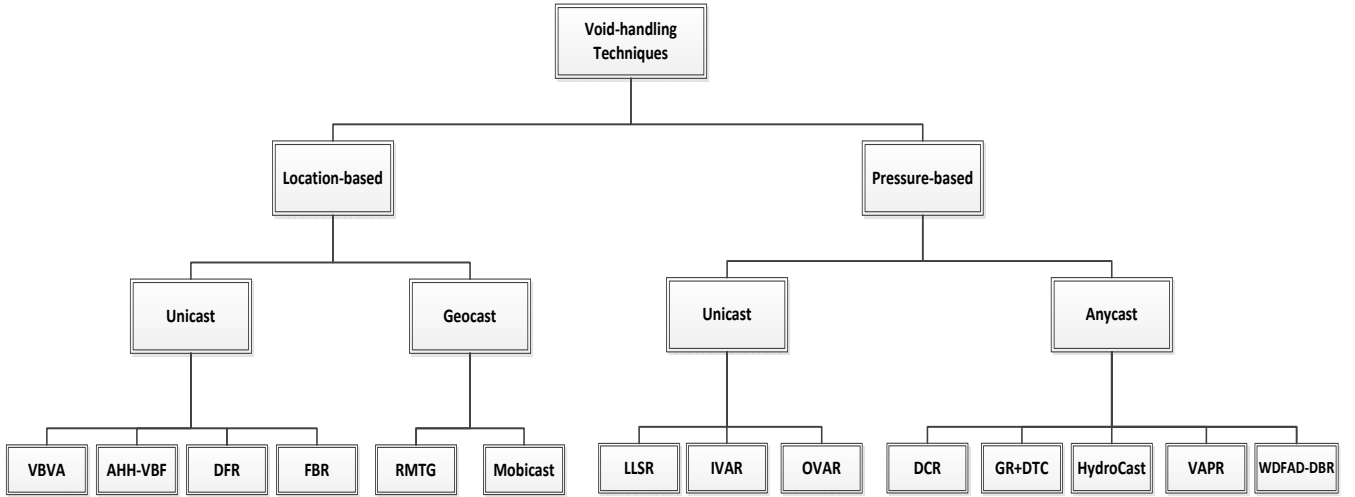 Void-handling
Techniques
Location-based
Pressure-based
Unicast
Geocast
Unicast
Anycast
VBVA
AHH-VBF
DFR
FBR
RMTG
Mobicast
LLSR
IVAR
OVAR
DCR
GR+DTC
HydroCast
VAPR
WDFAD-DBR